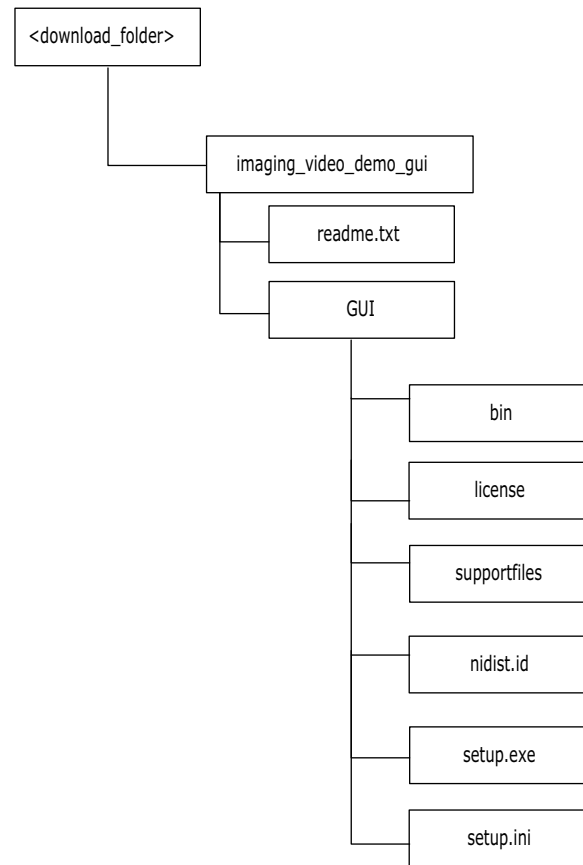 <download_folder>
imaging_video_demo_gui
readme.txt
GUI
bin
license
supportfiles
nidist.id
setup.exe
setup.ini